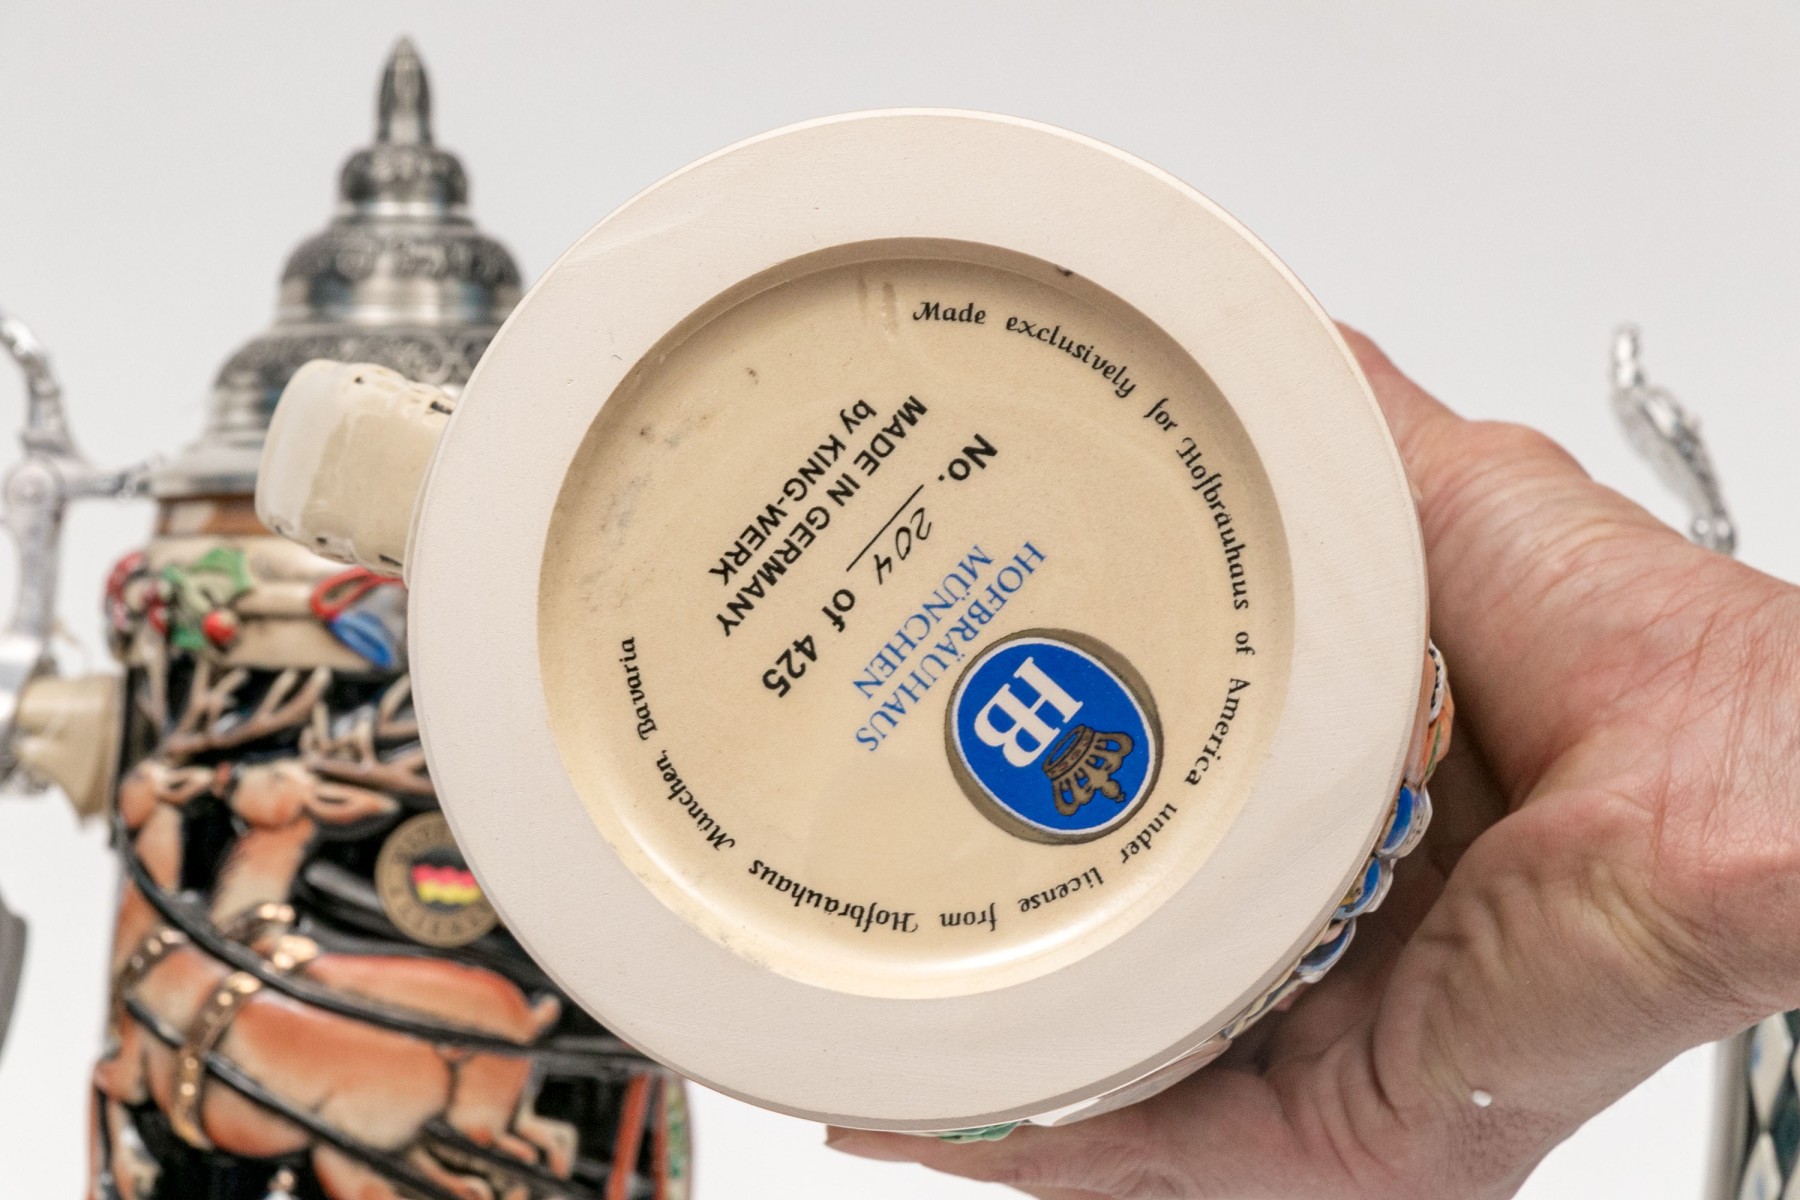 Made exclusively for Hofbräuhaus of America under license from Hofbräuhaus München, Bavaria
HB
HOFBRÄUHAUS
MÜNCHEN
No. 204 of 425
MADE IN GERMANY
by KING-WERK